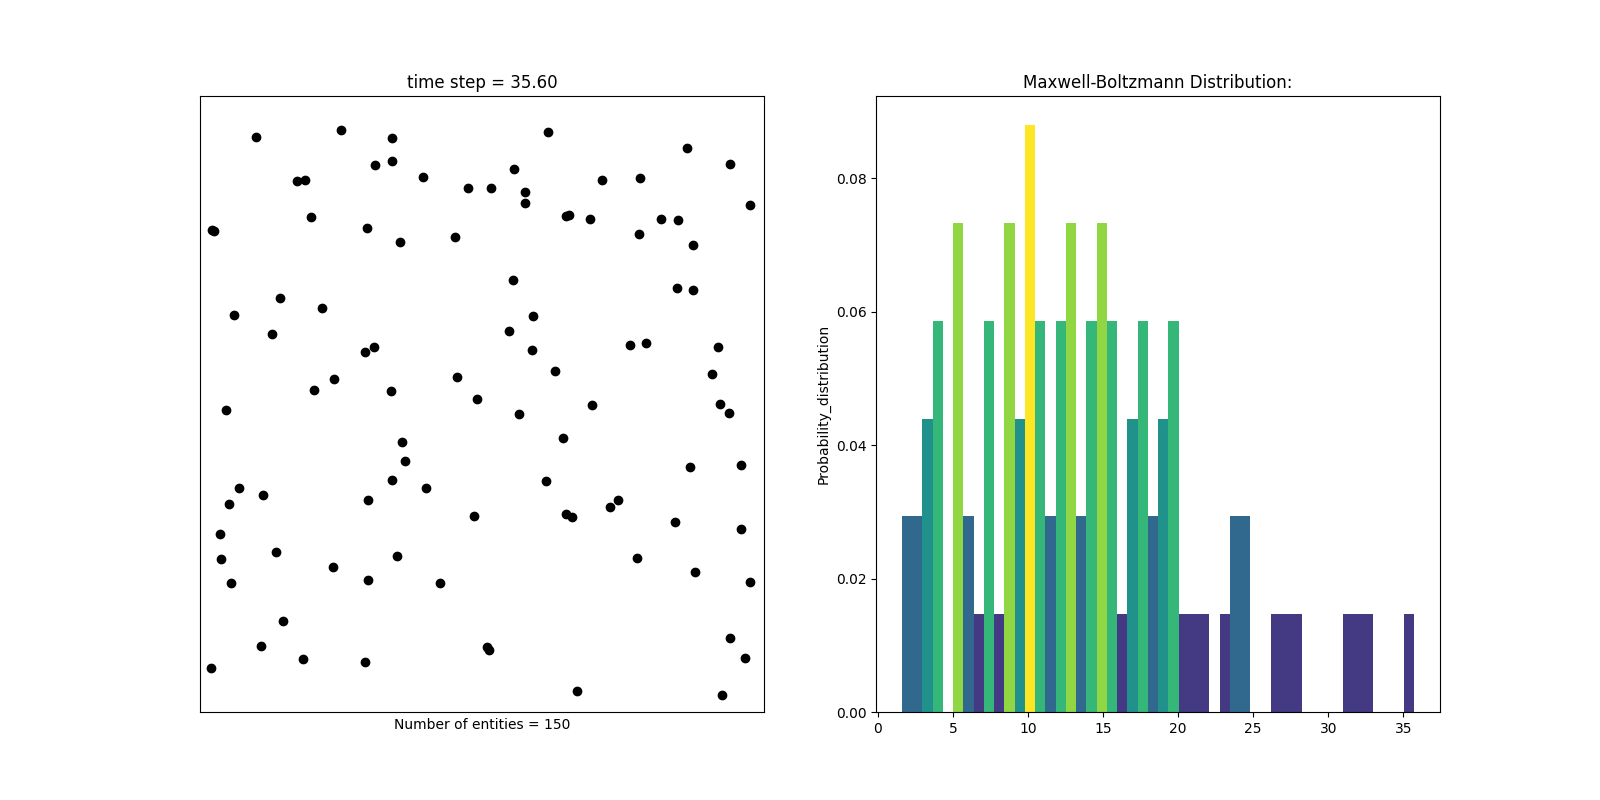 time step = 35.60
Number of entities = 150
Maxwell-Boltzmann Distribution:
Probability_distribution
0.08
0.06
0.04
0.02
0.00
0 5 10 15 20 25 30 35